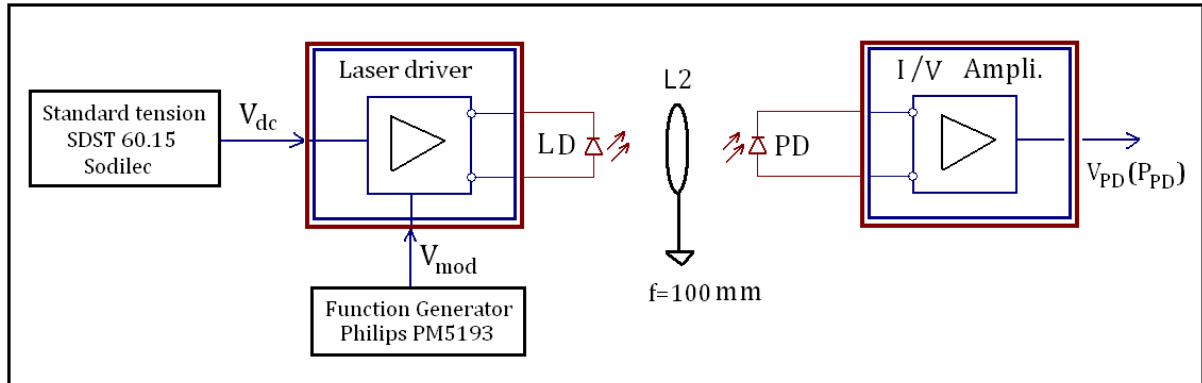 Standard tension
SDST 60.15
Sodilec
Vdc
Laser driver
LD
Vmod
Function Generator
Philips PM5193
L2
f=100 mm
PD
I/V Ampli.
VPD(PPD)